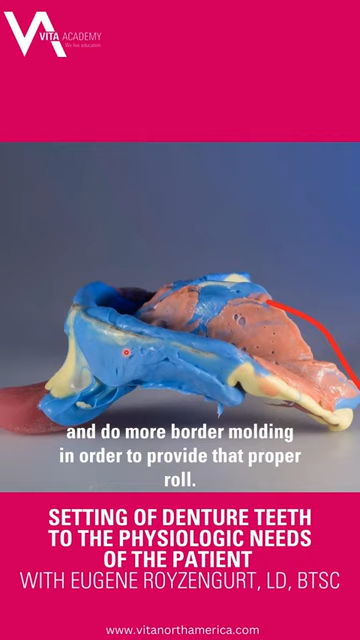 VITA ACADEMY
We live education.
and do more border molding
in order to provide that proper
roll.
SETTING OF DENTURE TEETH
TO THE PHYSIOLOGIC NEEDS
OF THE PATIENT
WITH EUGENE ROYZENGURT, LD, BTSC
www.vitanorthamerica.com